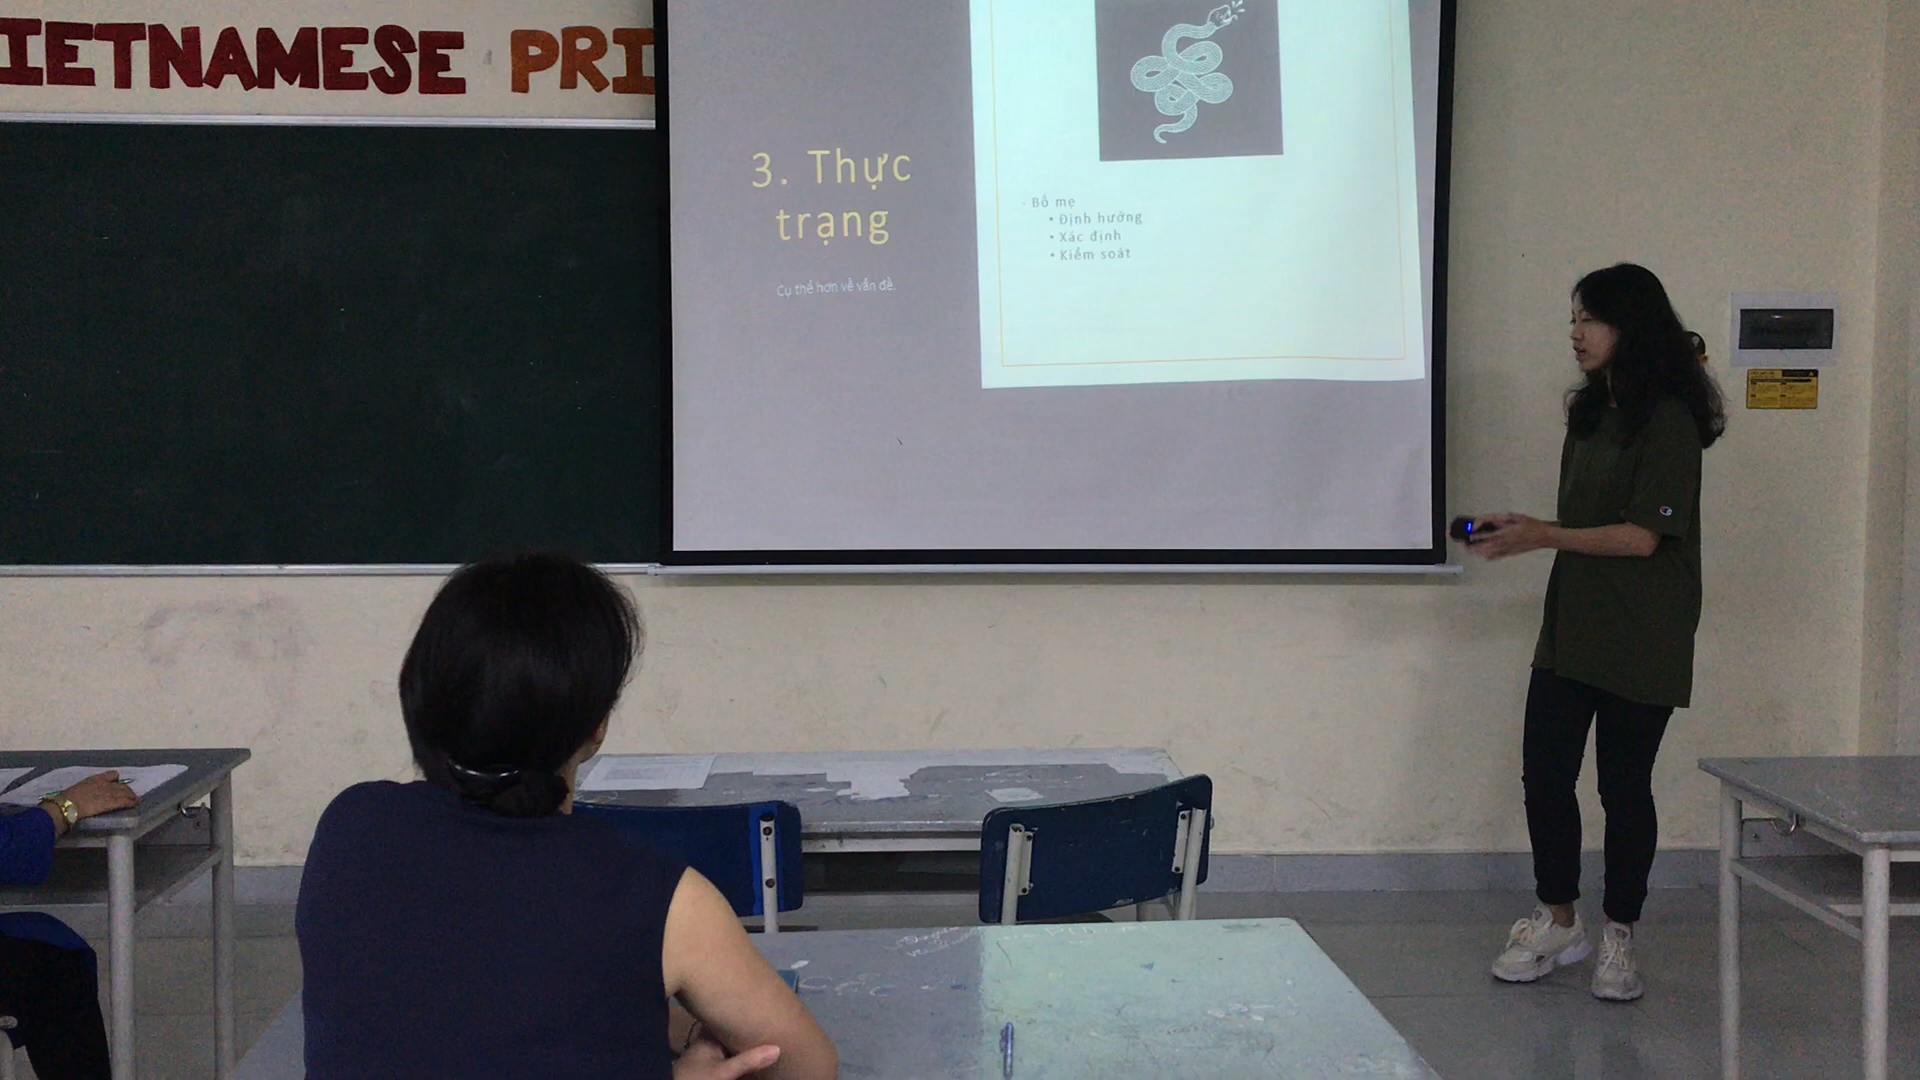 IETNAMESE PRI
3. Thực
trạng
Cụ thể hơn về vấn đề.
- Bố mẹ
• Định hướng
• Xác định
• Kiểm soát